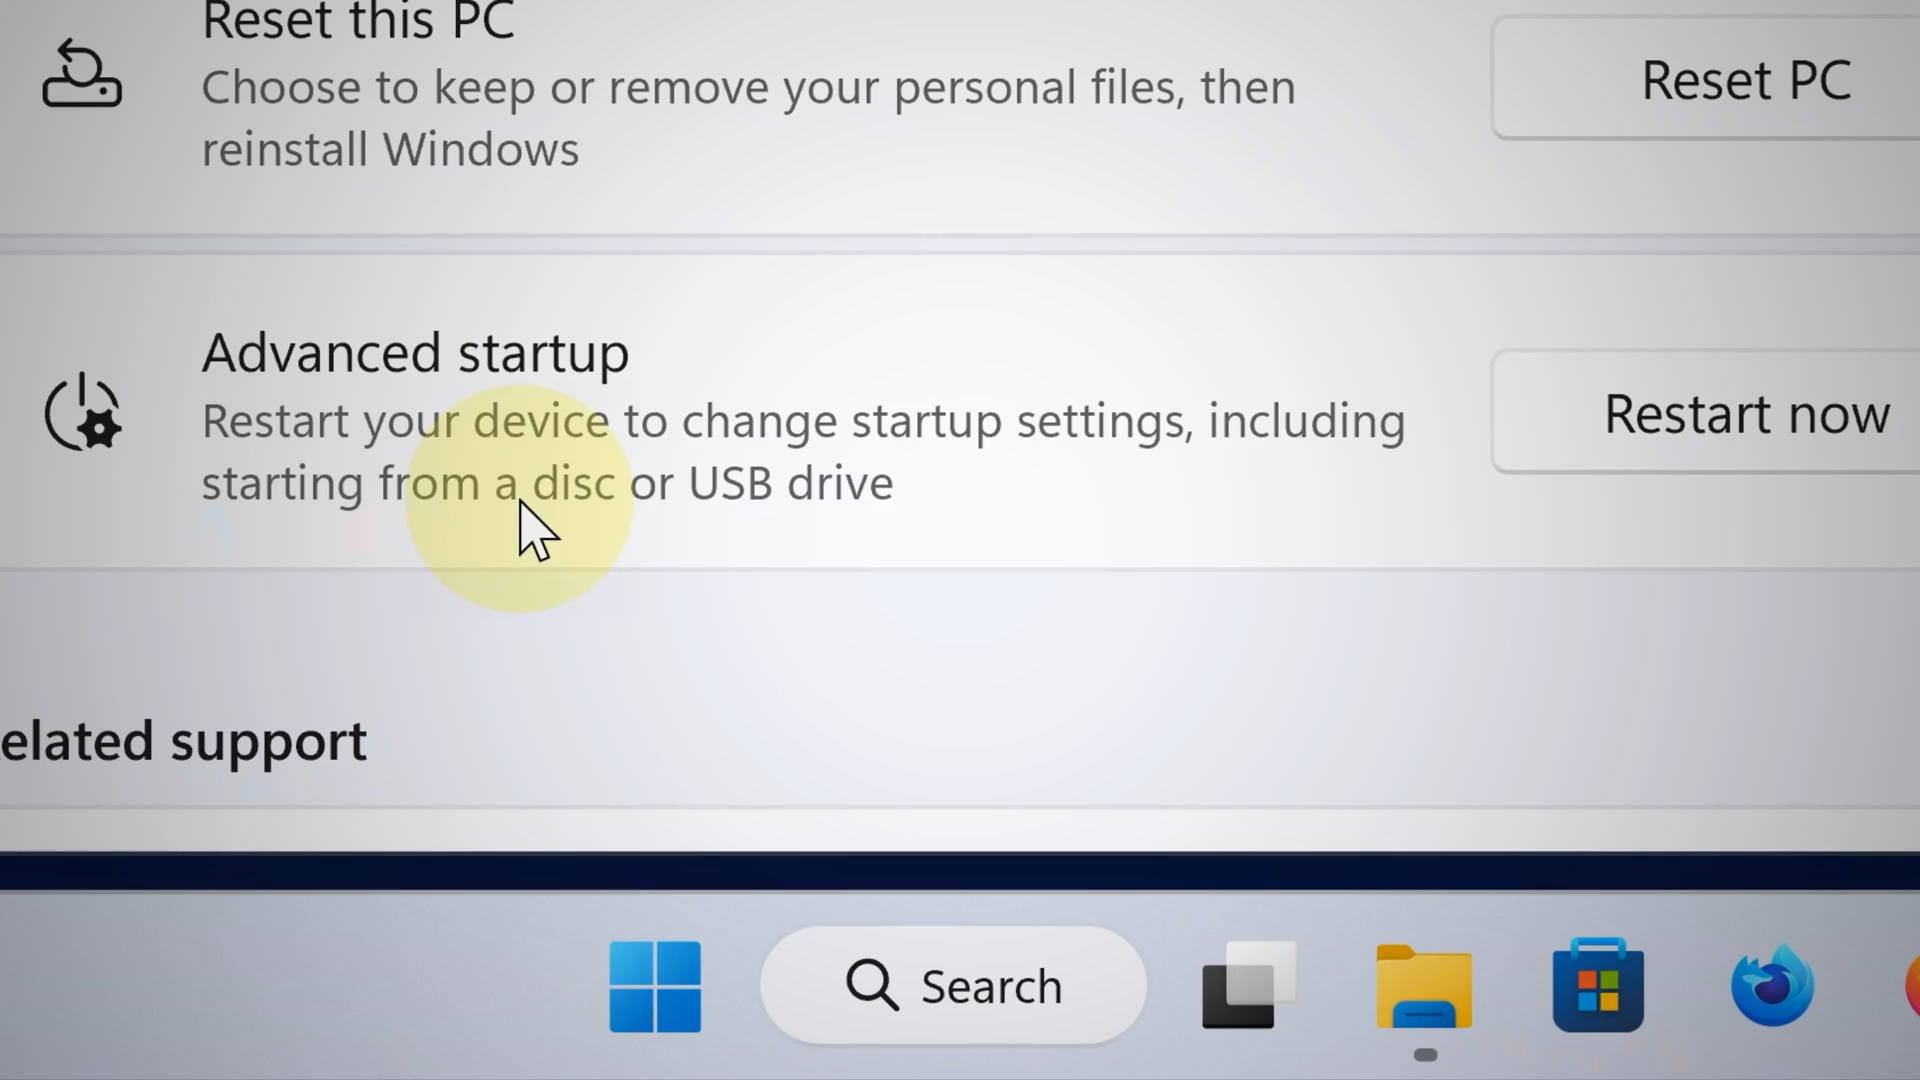 Reset this PC
Choose to keep or remove your personal files, then
reinstall Windows
Reset PC
Advanced startup
Restart your device to change startup settings, including
starting from a disc or USB drive
Restart now
elated support
Search